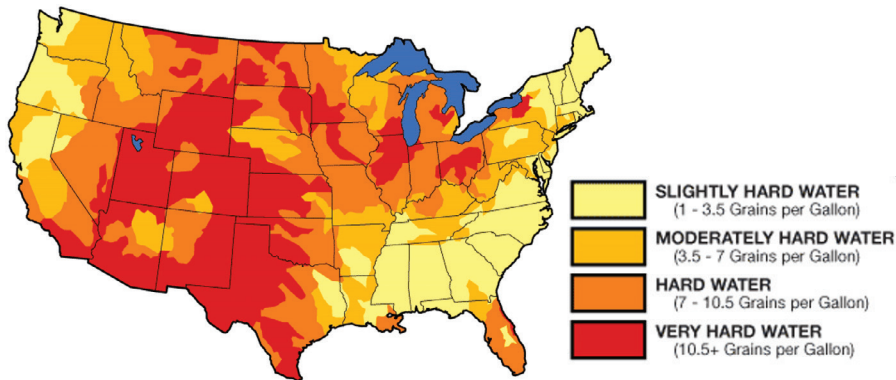 SLIGHTLY HARD WATER
(1 - 3.5 Grains per Gallon)
MODERATELY HARD WATER
(3.5 - 7 Grains per Gallon)
HARD WATER
(7 - 10.5 Grains per Gallon)
VERY HARD WATER
(10.5+ Grains per Gallon)